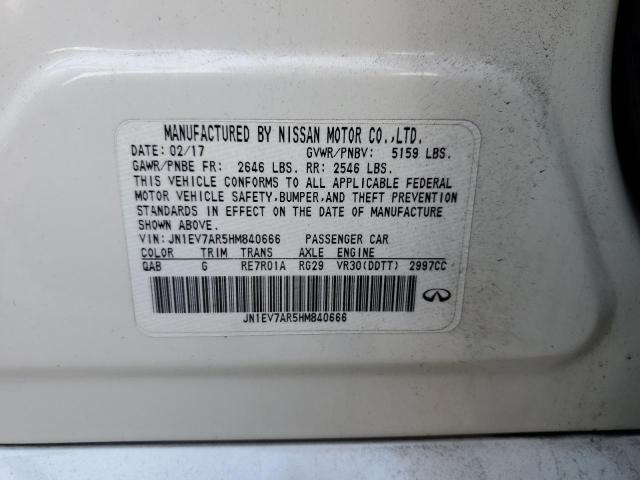 MANUFACTURED BY NISSAN MOTOR CO.,LTD.
DATE: 02/17 GVWR/PNBV: 5159 LBS.
GAWR/PNBE FR: 2646 LBS. RR: 2546 LBS.
THIS VEHICLE CONFORMS TO ALL APPLICABLE FEDERAL
MOTOR VEHICLE SAFETY,BUMPER,AND THEFT PREVENTION
STANDARDS IN EFFECT ON THE DATE OF MANUFACTURE
SHOWN ABOVE.
VIN: JN1EV7AR5HM840666 PASSENGER CAR
COLOR TRIM TRANS AXLE ENGINE
QAB G RE7R01A RG29 VR30(DDTT) 2997CC
JN1EV7AR5HM840666